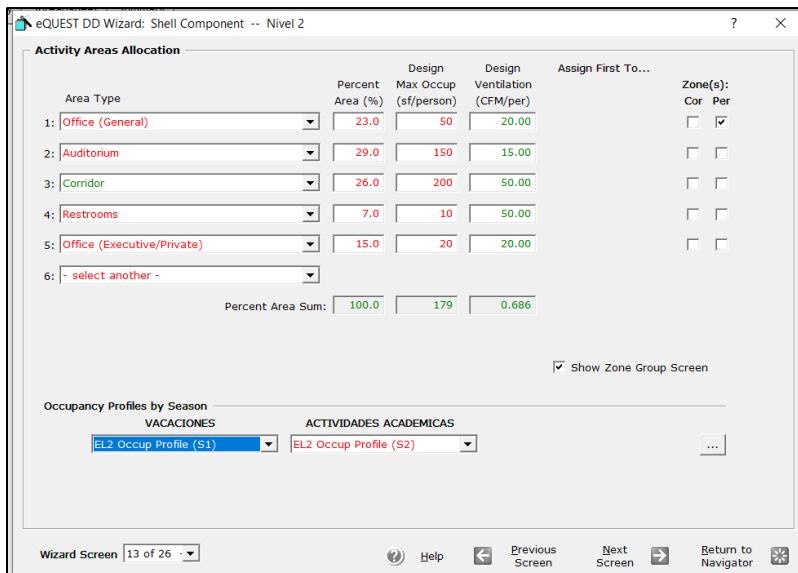 eQUEST DD Wizard: Shell Component -- Nivel 2 ? ×
Activity Areas Allocation
Design Design Assign First To...
Percent Max Occup Ventilation Zone(s):
Area Type Area (%) (sf/person) (CFM/per) Cor Per
1: Office (General) 23.0 50 20.00
2: Auditorium 29.0 150 15.00
3: Corridor 26.0 200 50.00
4: Restrooms 7.0 10 50.00
5: Office (Executive/Private) 15.0 20 20.00
6: - select another -
Percent Area Sum: 100.0 179 0.686
Show Zone Group Screen
Occupancy Profiles by Season
VACACIONES ACTIVIDADES ACADEMICAS
EL2 Occup Profile (S1) EL2 Occup Profile (S2) ...
Wizard Screen 13 of 26 Help Previous Screen Next Screen Return to Navigator